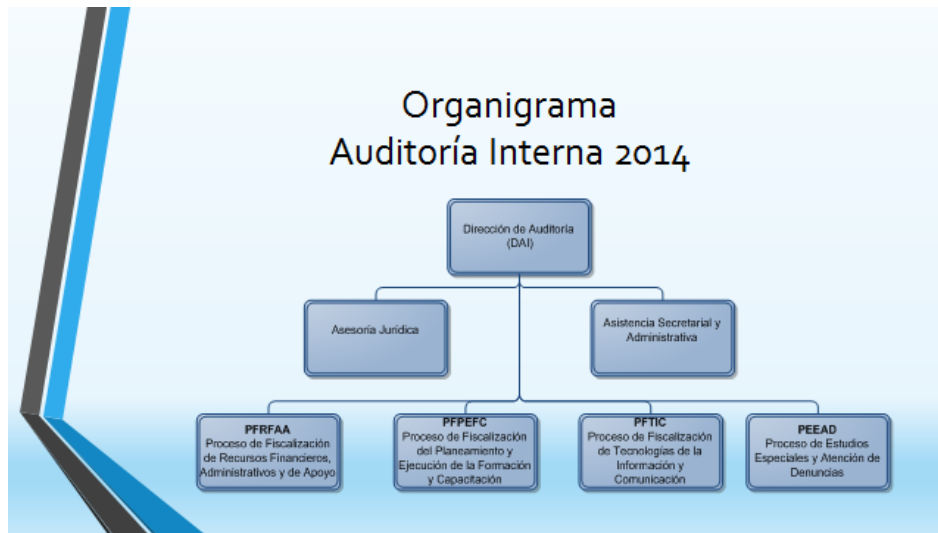 Organigrama
Auditoría Interna 2014
Dirección de Auditoría
(DAI)
Asesoría Jurídica
Asistencia Secretarial y
Administrativa
PFRFAA
Proceso de Fiscalización
de Recursos Financieros,
Administrativos y de Apoyo
PFPEFC
Proceso de Fiscalización
del Planeamiento y
Ejecución de la Formación
y Capacitación
PFTIC
Proceso de Fiscalización
de Tecnologías de la
Información y
Comunicación
PEEAD
Proceso de Estudios
Especiales y Atención de
Denuncias